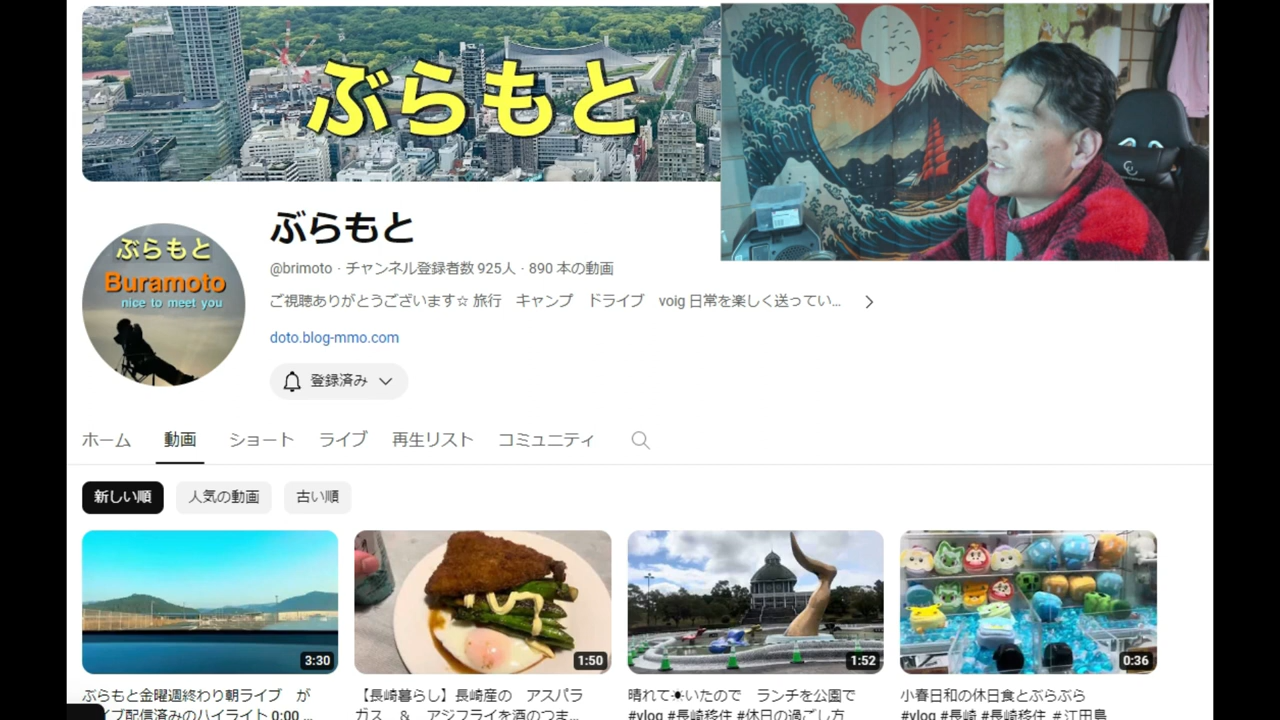 ぶらもと
ぶらもと
Buramoto
nice to meet you
ぶらもと
@brimoto · チャンネル登録者数 925人 · 890 本の動画
ご視聴ありがとうございます☆ 旅行　キャンプ　ドライブ　voig 日常を楽しく送ってい...
doto.blog-mmo.com
登録済み
ホーム 動画 ショート ライブ 再生リスト コミュニティ
新しい順 人気の動画 古い順
3:30 1:50 1:52 0:36
ぶらもと金曜週終わり朝ライブ　が
イブ配信済みのハイライト 0:00 ...
【長崎暮らし】長崎産の　アスパラ
ガス　＆　アジフライを酒のつま...
晴れて☀いたので　ランチを公園で
#vlog #長崎移住 #休日の過ごし方
小春日和の休日食とぶらぶら
#vlog #長崎 #長崎移住 #江田島